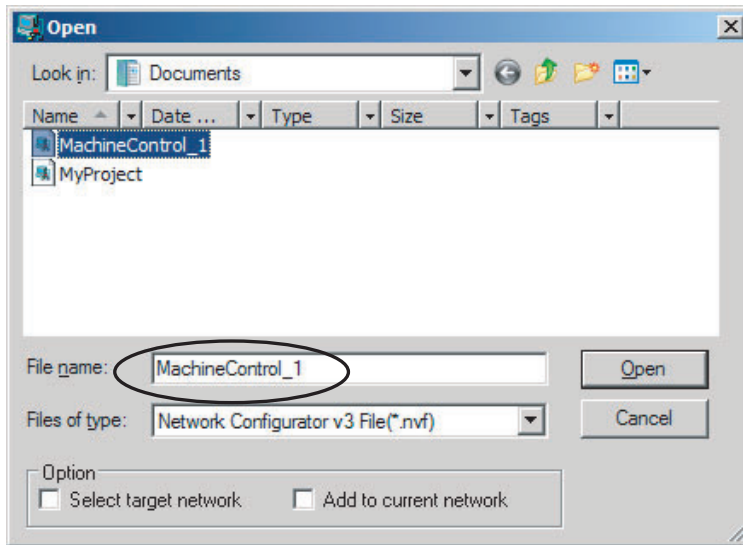 Open
Look in: Documents
Name Date ... Type Size Tags
MachineControl_1
MyProject
File name: MachineControl_1 Open
Files of type: Network Configurator v3 File(*.nvf) Cancel
Option
Select target network Add to current network